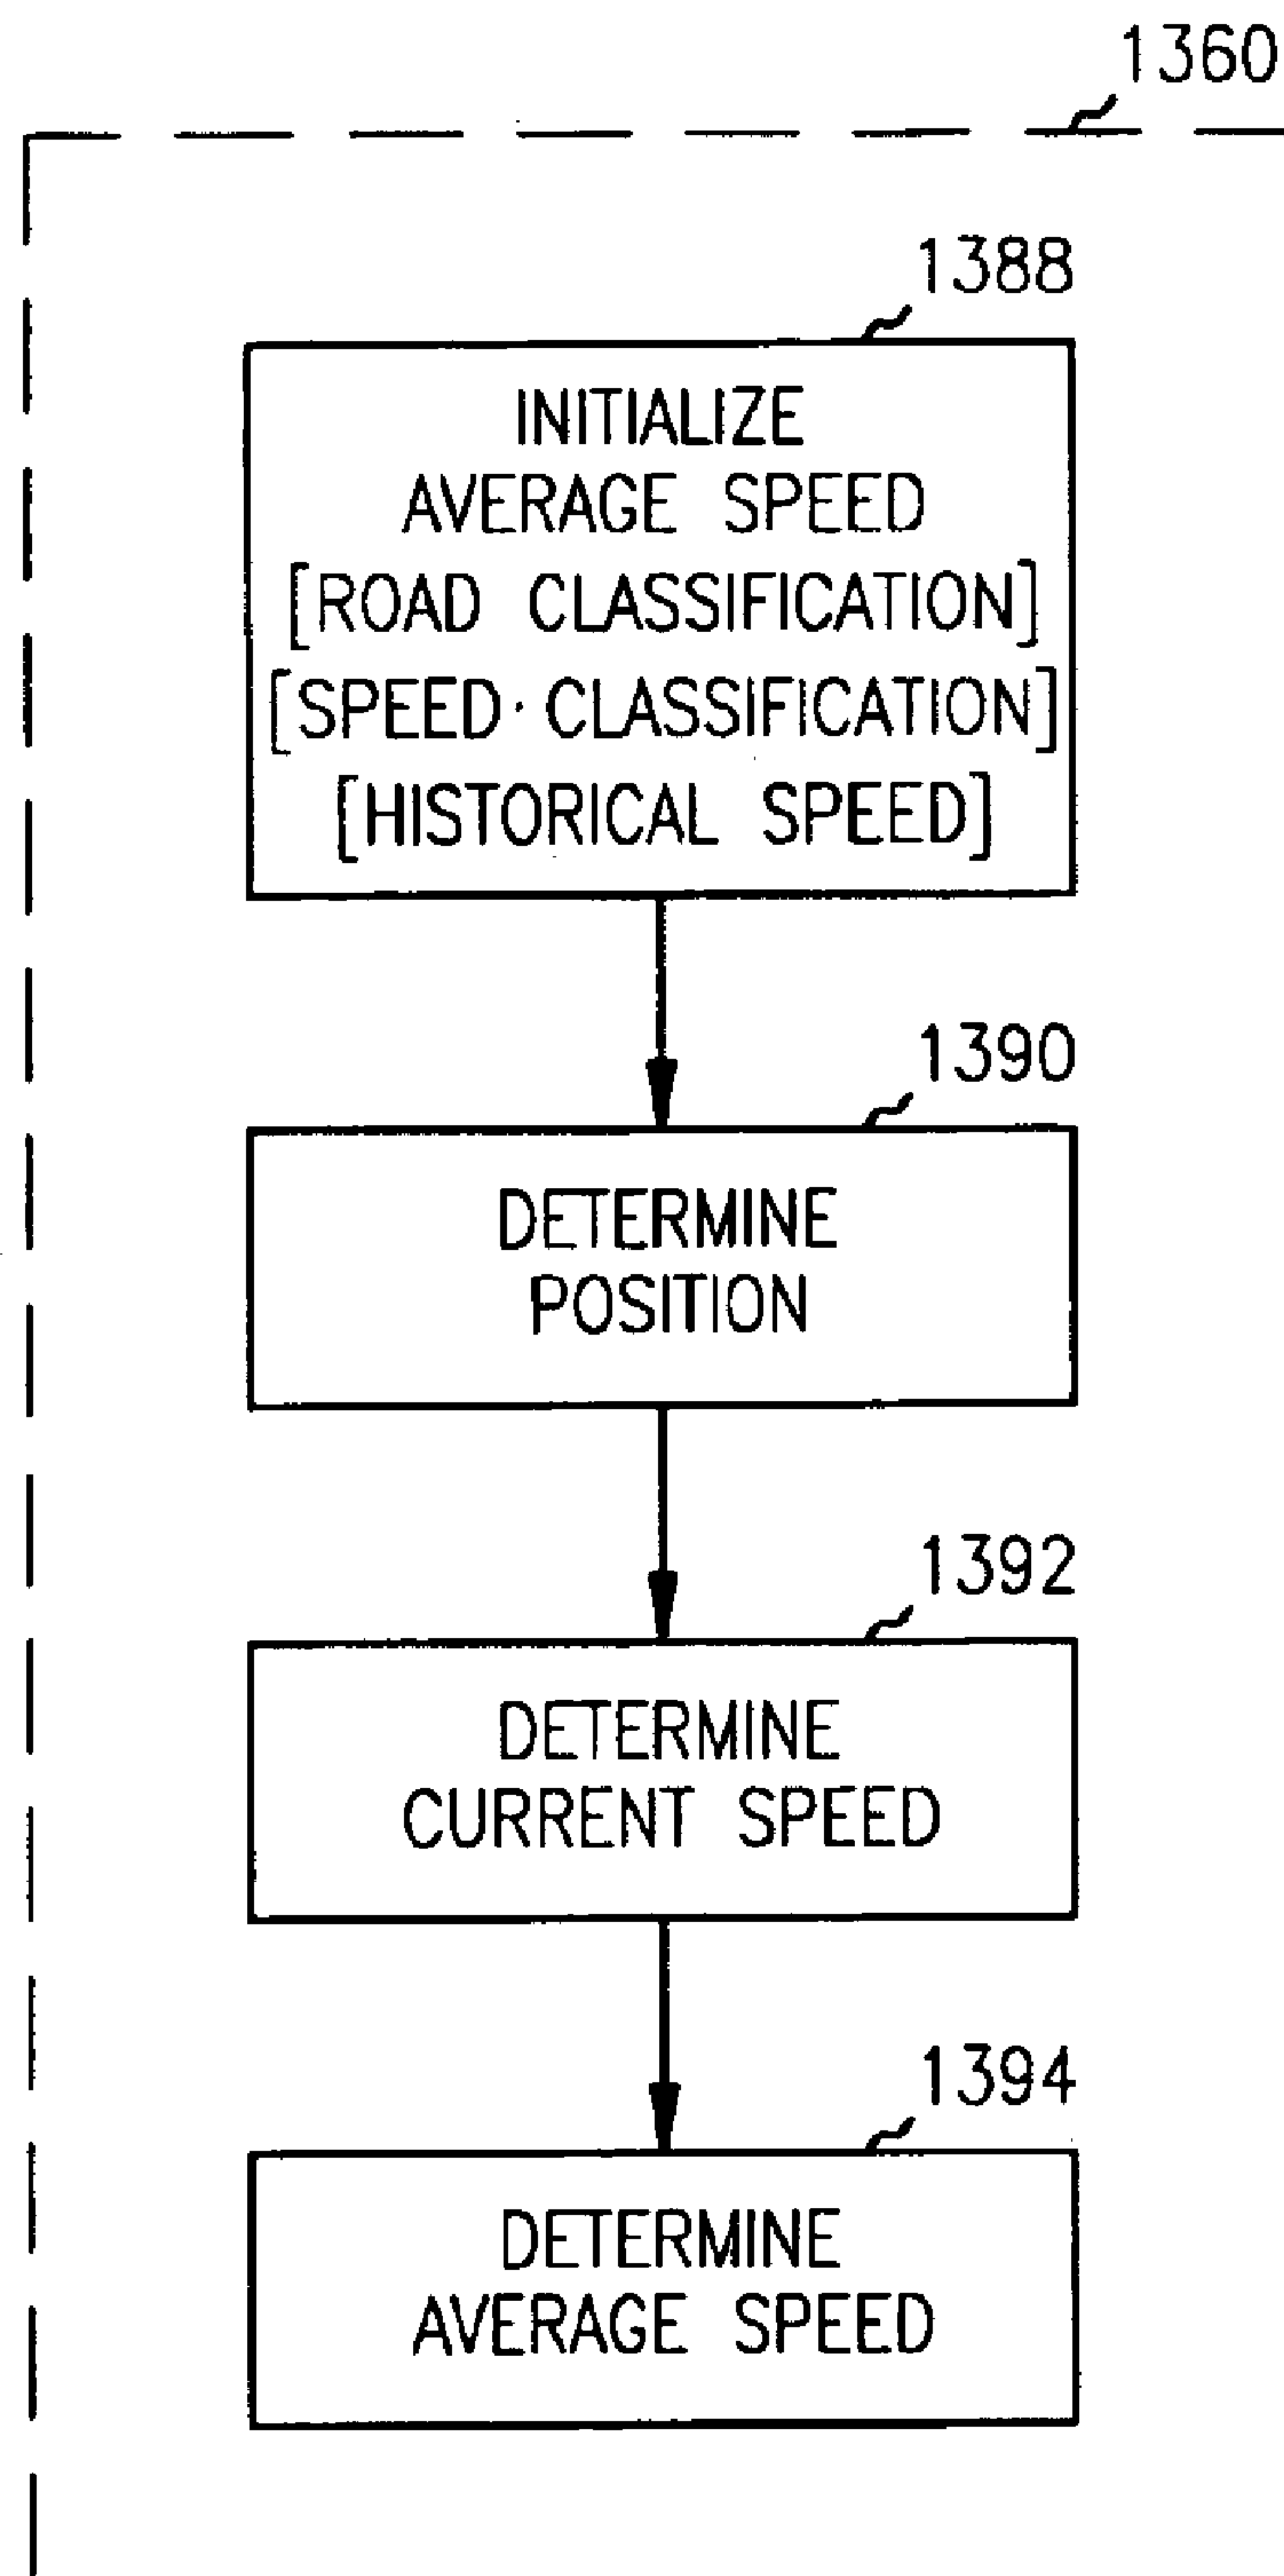 1360
1388
INITIALIZE
AVERAGE SPEED
[ROAD CLASSIFICATION]
[SPEED CLASSIFICATION]
[HISTORICAL SPEED]
1390
DETERMINE
POSITION
1392
DETERMINE
CURRENT SPEED
1394
DETERMINE
AVERAGE SPEED